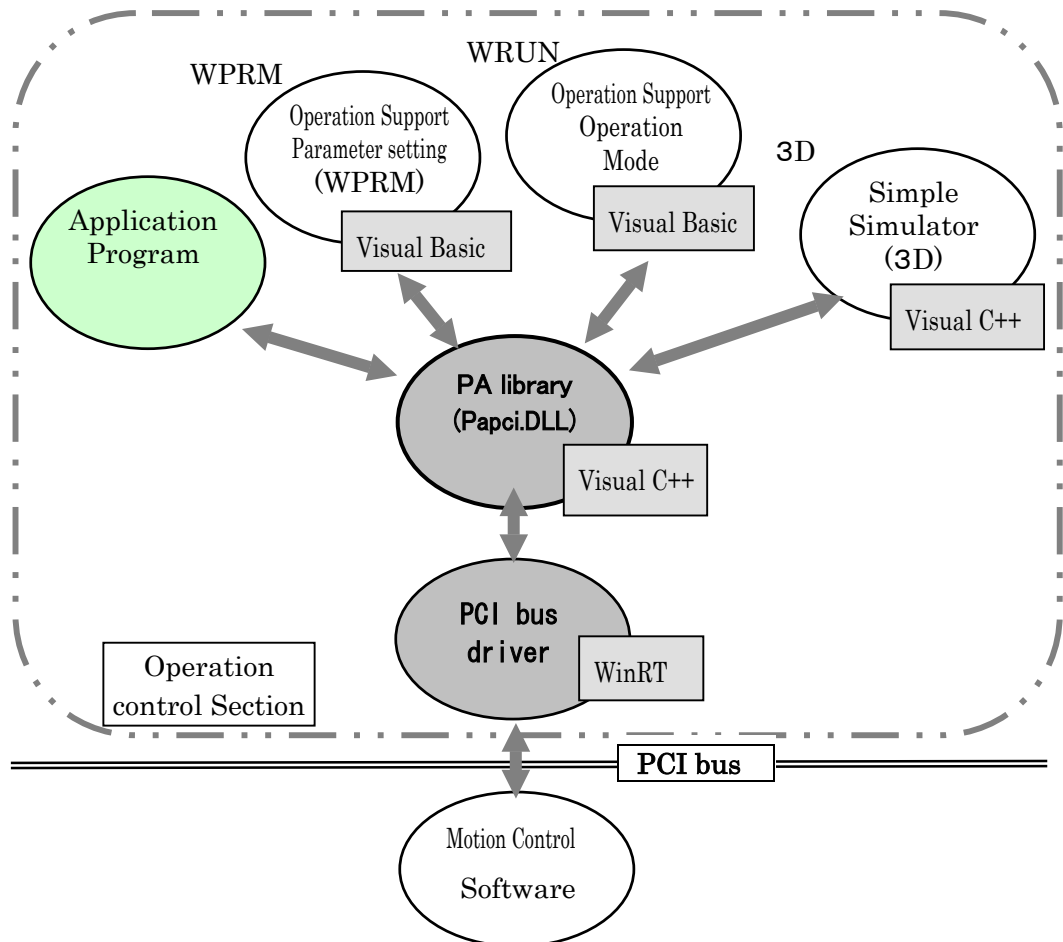 WPRM
WRUN
3D
Operation Support
Parameter setting
(WPRM)
Visual Basic
Operation Support
Operation
Mode
Visual Basic
Simple
Simulator
(3D)
Visual C++
Application
Program
PA library
(Papci.DLL)
Visual C++
PCI bus
driver
WinRT
Operation
control Section
PCI bus
Motion Control
Software